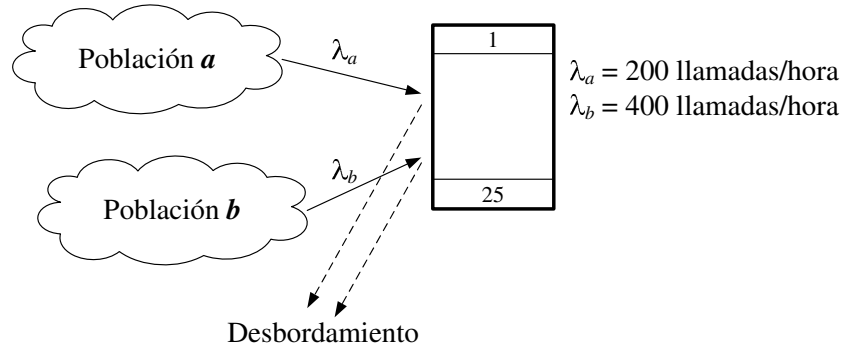 Población a
λa
1
λa = 200 llamadas/hora
λb = 400 llamadas/hora
Población b
λb
25
Desbordamiento